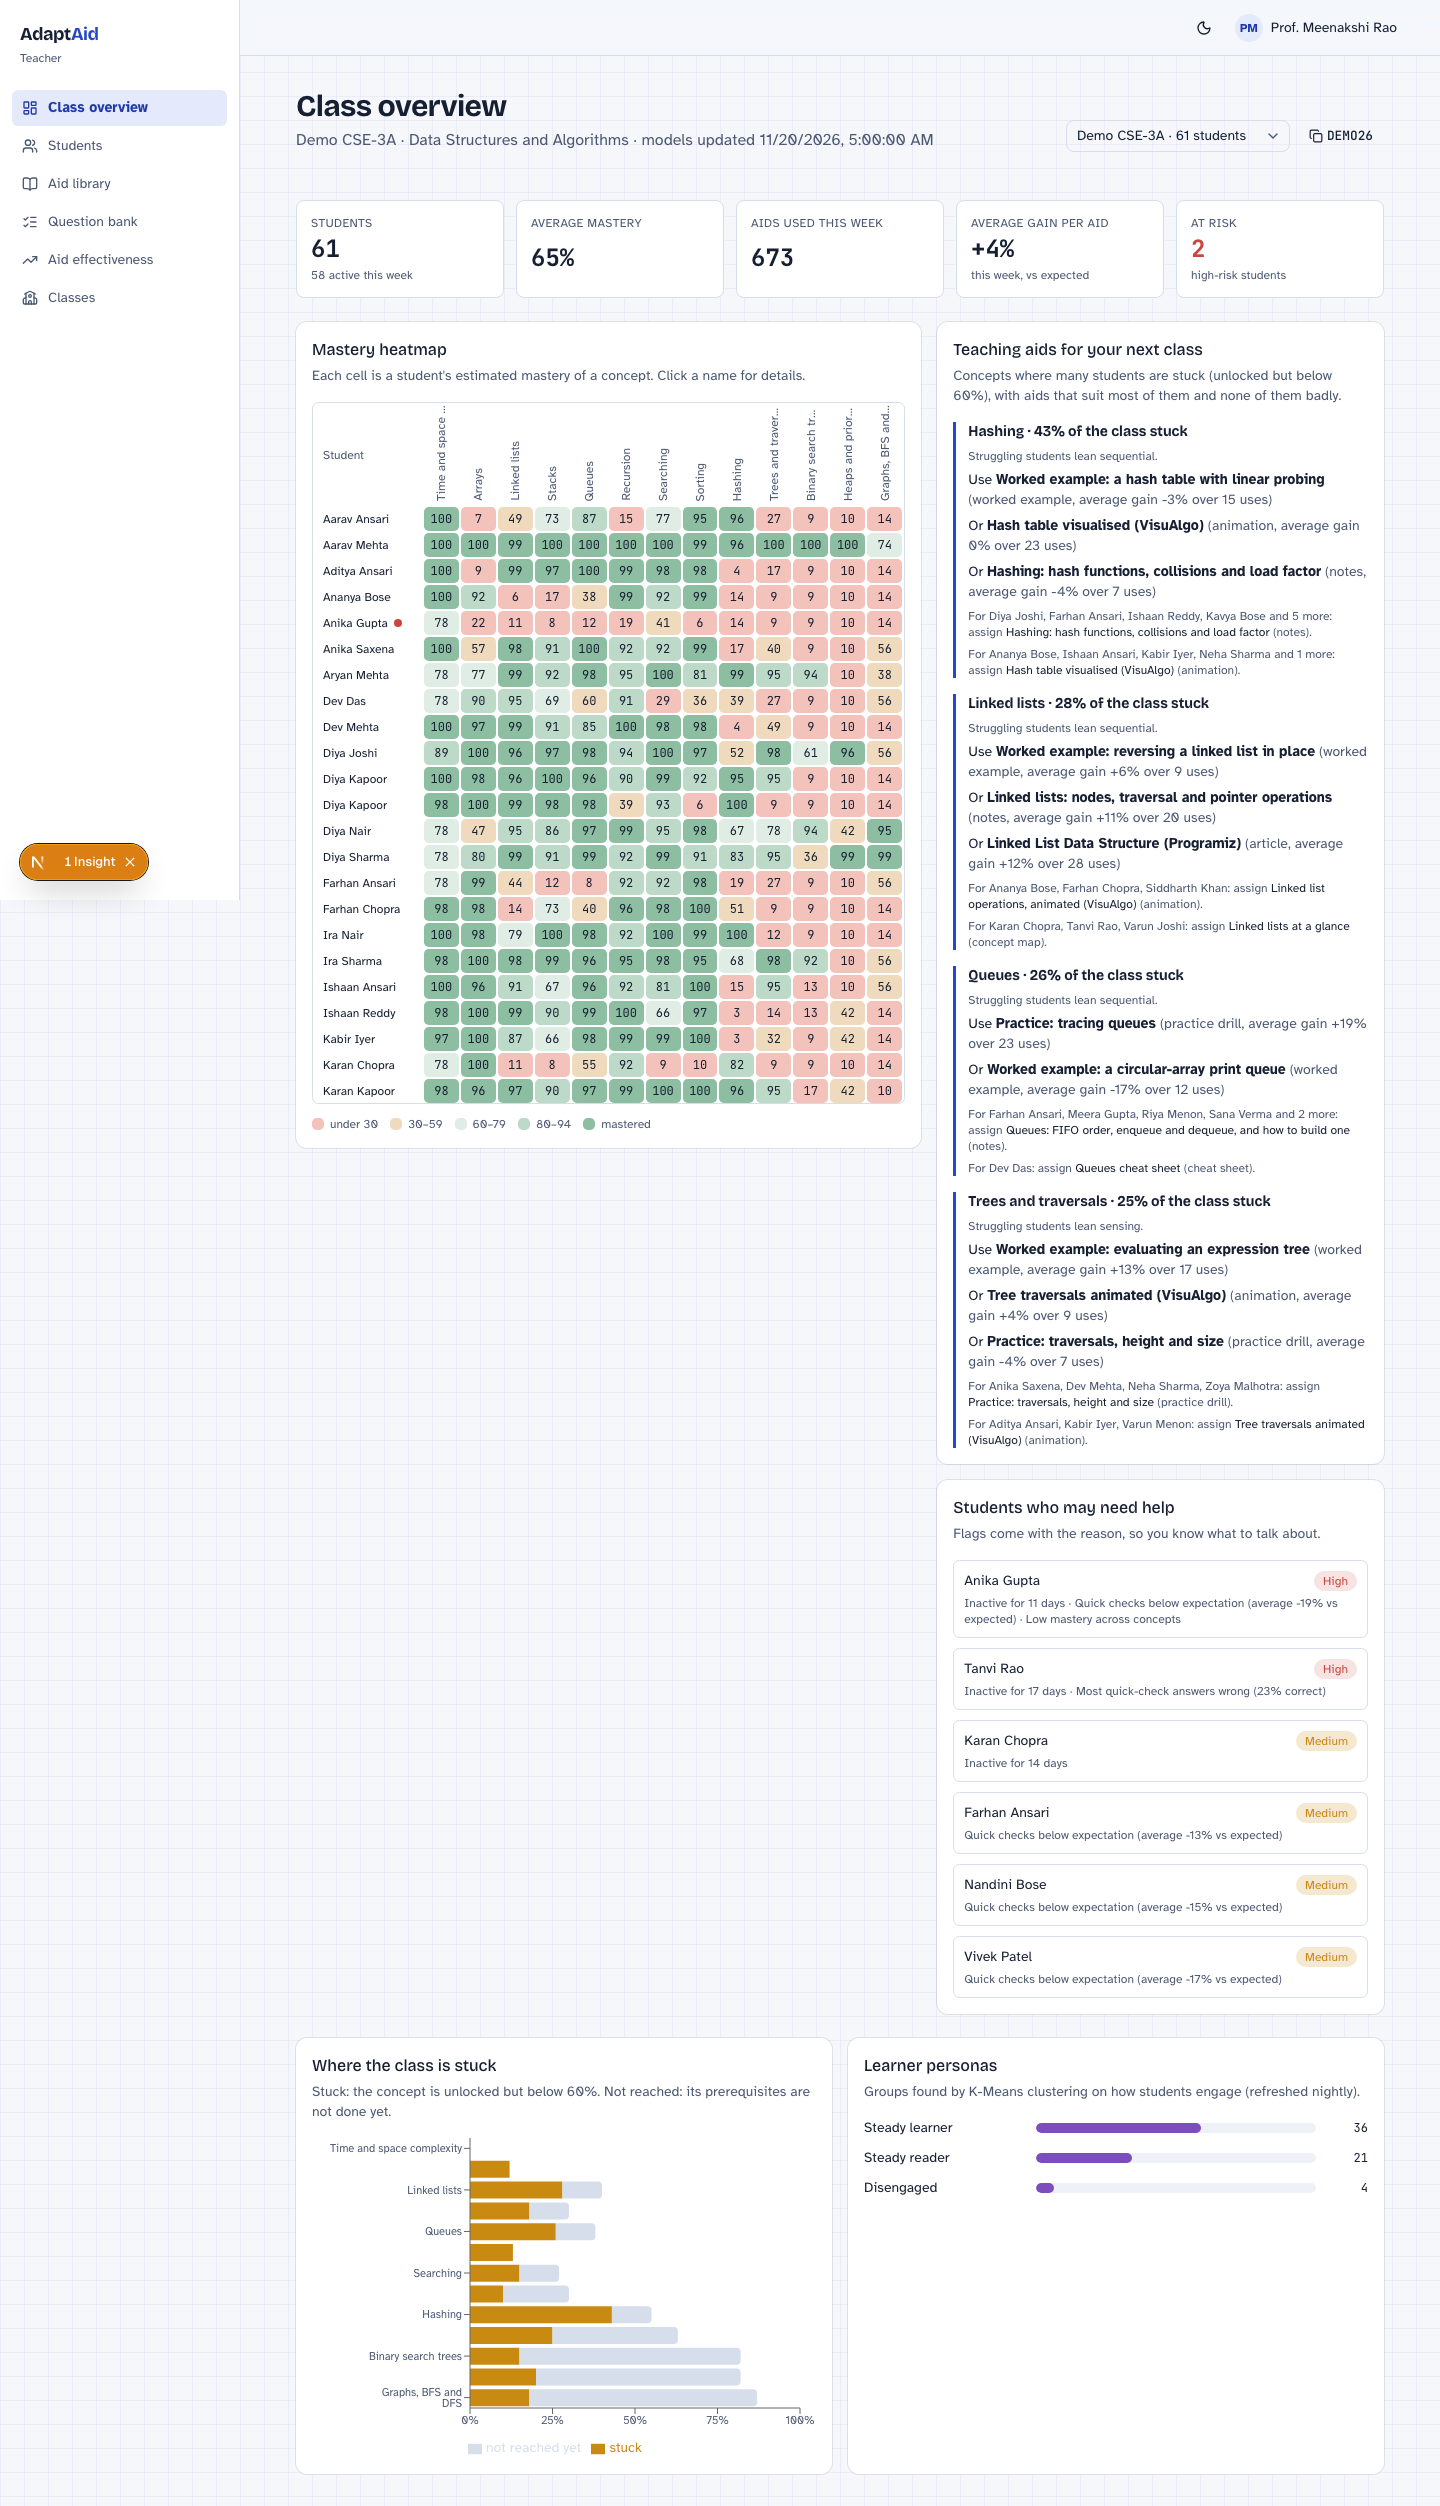 AdaptAid
Teacher
Class overview
Students
Aid library
Question bank
Aid effectiveness
Classes
1 Insight
PM Prof. Meenakshi Rao
Class overview
Demo CSE-3A · Data Structures and Algorithms · models updated 11/20/2026, 5:00:00 AM
Demo CSE-3A · 61 students
DEMO26
STUDENTS
61
58 active this week
AVERAGE MASTERY
65%
AIDS USED THIS WEEK
673
AVERAGE GAIN PER AID
+4%
this week, vs expected
AT RISK
2
high-risk students
Mastery heatmap
Each cell is a student's estimated mastery of a concept. Click a name for details.
Student
Time and space ...
Arrays
Linked lists
Stacks
Queues
Recursion
Searching
Sorting
Hashing
Trees and traver...
Binary search tr...
Heaps and prior...
Graphs, BFS and...
Aarav Ansari 100 7 49 73 87 15 77 95 96 27 9 10 14
Aarav Mehta 100 100 99 100 100 100 100 99 96 100 100 100 74
Aditya Ansari 100 9 99 97 100 99 98 98 4 17 9 10 14
Ananya Bose 100 92 6 17 38 99 92 99 14 9 9 10 14
Anika Gupta 78 22 11 8 12 19 41 6 14 9 9 10 14
Anika Saxena 100 57 98 91 100 92 92 99 17 40 9 10 56
Aryan Mehta 78 77 99 92 98 95 100 81 99 95 94 10 38
Dev Das 78 90 95 69 60 91 29 36 39 27 9 10 56
Dev Mehta 100 97 99 91 85 100 98 98 4 49 9 10 14
Diya Joshi 89 100 96 97 98 94 100 97 52 98 61 96 56
Diya Kapoor 100 98 96 100 96 90 99 92 95 95 9 10 14
Diya Kapoor 98 100 99 98 98 39 93 6 100 9 9 10 14
Diya Nair 78 47 95 86 97 99 95 98 67 78 94 42 95
Diya Sharma 78 80 99 91 99 92 99 91 83 95 36 99 99
Farhan Ansari 78 99 44 12 8 92 92 98 19 27 9 10 56
Farhan Chopra 98 98 14 73 40 96 98 100 51 9 9 10 14
Ira Nair 100 98 79 100 98 92 100 99 100 12 9 10 14
Ira Sharma 98 100 98 99 96 95 98 95 68 98 92 10 56
Ishaan Ansari 100 96 91 67 96 92 81 100 15 95 13 10 56
Ishaan Reddy 98 100 99 90 99 100 66 97 3 14 13 42 14
Kabir Iyer 97 100 87 66 98 99 99 100 3 32 9 42 14
Karan Chopra 78 100 11 8 55 92 9 10 82 9 9 10 14
Karan Kapoor 98 96 97 90 97 99 100 100 96 95 17 42 10
under 30 30–59 60–79 80–94 mastered
Teaching aids for your next class
Concepts where many students are stuck (unlocked but below
60%), with aids that suit most of them and none of them badly.
Hashing · 43% of the class stuck
Struggling students lean sequential.
Use Worked example: a hash table with linear probing
(worked example, average gain -3% over 15 uses)
Or Hash table visualised (VisuAlgo) (animation, average gain
0% over 23 uses)
Or Hashing: hash functions, collisions and load factor (notes,
average gain -4% over 7 uses)
For Diya Joshi, Farhan Ansari, Ishaan Reddy, Kavya Bose and 5 more:
assign Hashing: hash functions, collisions and load factor (notes).
For Ananya Bose, Ishaan Ansari, Kabir Iyer, Neha Sharma and 1 more:
assign Hash table visualised (VisuAlgo) (animation).
Linked lists · 28% of the class stuck
Struggling students lean sequential.
Use Worked example: reversing a linked list in place (worked
example, average gain +6% over 9 uses)
Or Linked lists: nodes, traversal and pointer operations
(notes, average gain +11% over 20 uses)
Or Linked List Data Structure (Programiz) (article, average
gain +12% over 28 uses)
For Ananya Bose, Farhan Chopra, Siddharth Khan: assign Linked list
operations, animated (VisuAlgo) (animation).
For Karan Chopra, Tanvi Rao, Varun Joshi: assign Linked lists at a glance
(concept map).
Queues · 26% of the class stuck
Struggling students lean sequential.
Use Practice: tracing queues (practice drill, average gain +19%
over 23 uses)
Or Worked example: a circular-array print queue (worked
example, average gain -17% over 12 uses)
For Farhan Ansari, Meera Gupta, Riya Menon, Sana Verma and 2 more:
assign Queues: FIFO order, enqueue and dequeue, and how to build one
(notes).
For Dev Das: assign Queues cheat sheet (cheat sheet).
Trees and traversals · 25% of the class stuck
Struggling students lean sensing.
Use Worked example: evaluating an expression tree (worked
example, average gain +13% over 17 uses)
Or Tree traversals animated (VisuAlgo) (animation, average
gain +4% over 9 uses)
Or Practice: traversals, height and size (practice drill, average
gain -4% over 7 uses)
For Anika Saxena, Dev Mehta, Neha Sharma, Zoya Malhotra: assign
Practice: traversals, height and size (practice drill).
For Aditya Ansari, Kabir Iyer, Varun Menon: assign Tree traversals animated
(VisuAlgo) (animation).
Students who may need help
Flags come with the reason, so you know what to talk about.
Anika Gupta High
Inactive for 11 days · Quick checks below expectation (average -19% vs
expected) · Low mastery across concepts
Tanvi Rao High
Inactive for 17 days · Most quick-check answers wrong (23% correct)
Karan Chopra Medium
Inactive for 14 days
Farhan Ansari Medium
Quick checks below expectation (average -13% vs expected)
Nandini Bose Medium
Quick checks below expectation (average -15% vs expected)
Vivek Patel Medium
Quick checks below expectation (average -17% vs expected)
Where the class is stuck
Stuck: the concept is unlocked but below 60%. Not reached: its prerequisites are
not done yet.
Time and space complexity
Linked lists
Queues
Searching
Hashing
Binary search trees
Graphs, BFS and
DFS
0% 25% 50% 75% 100%
not reached yet stuck
Learner personas
Groups found by K-Means clustering on how students engage (refreshed nightly).
Steady learner 36
Steady reader 21
Disengaged 4